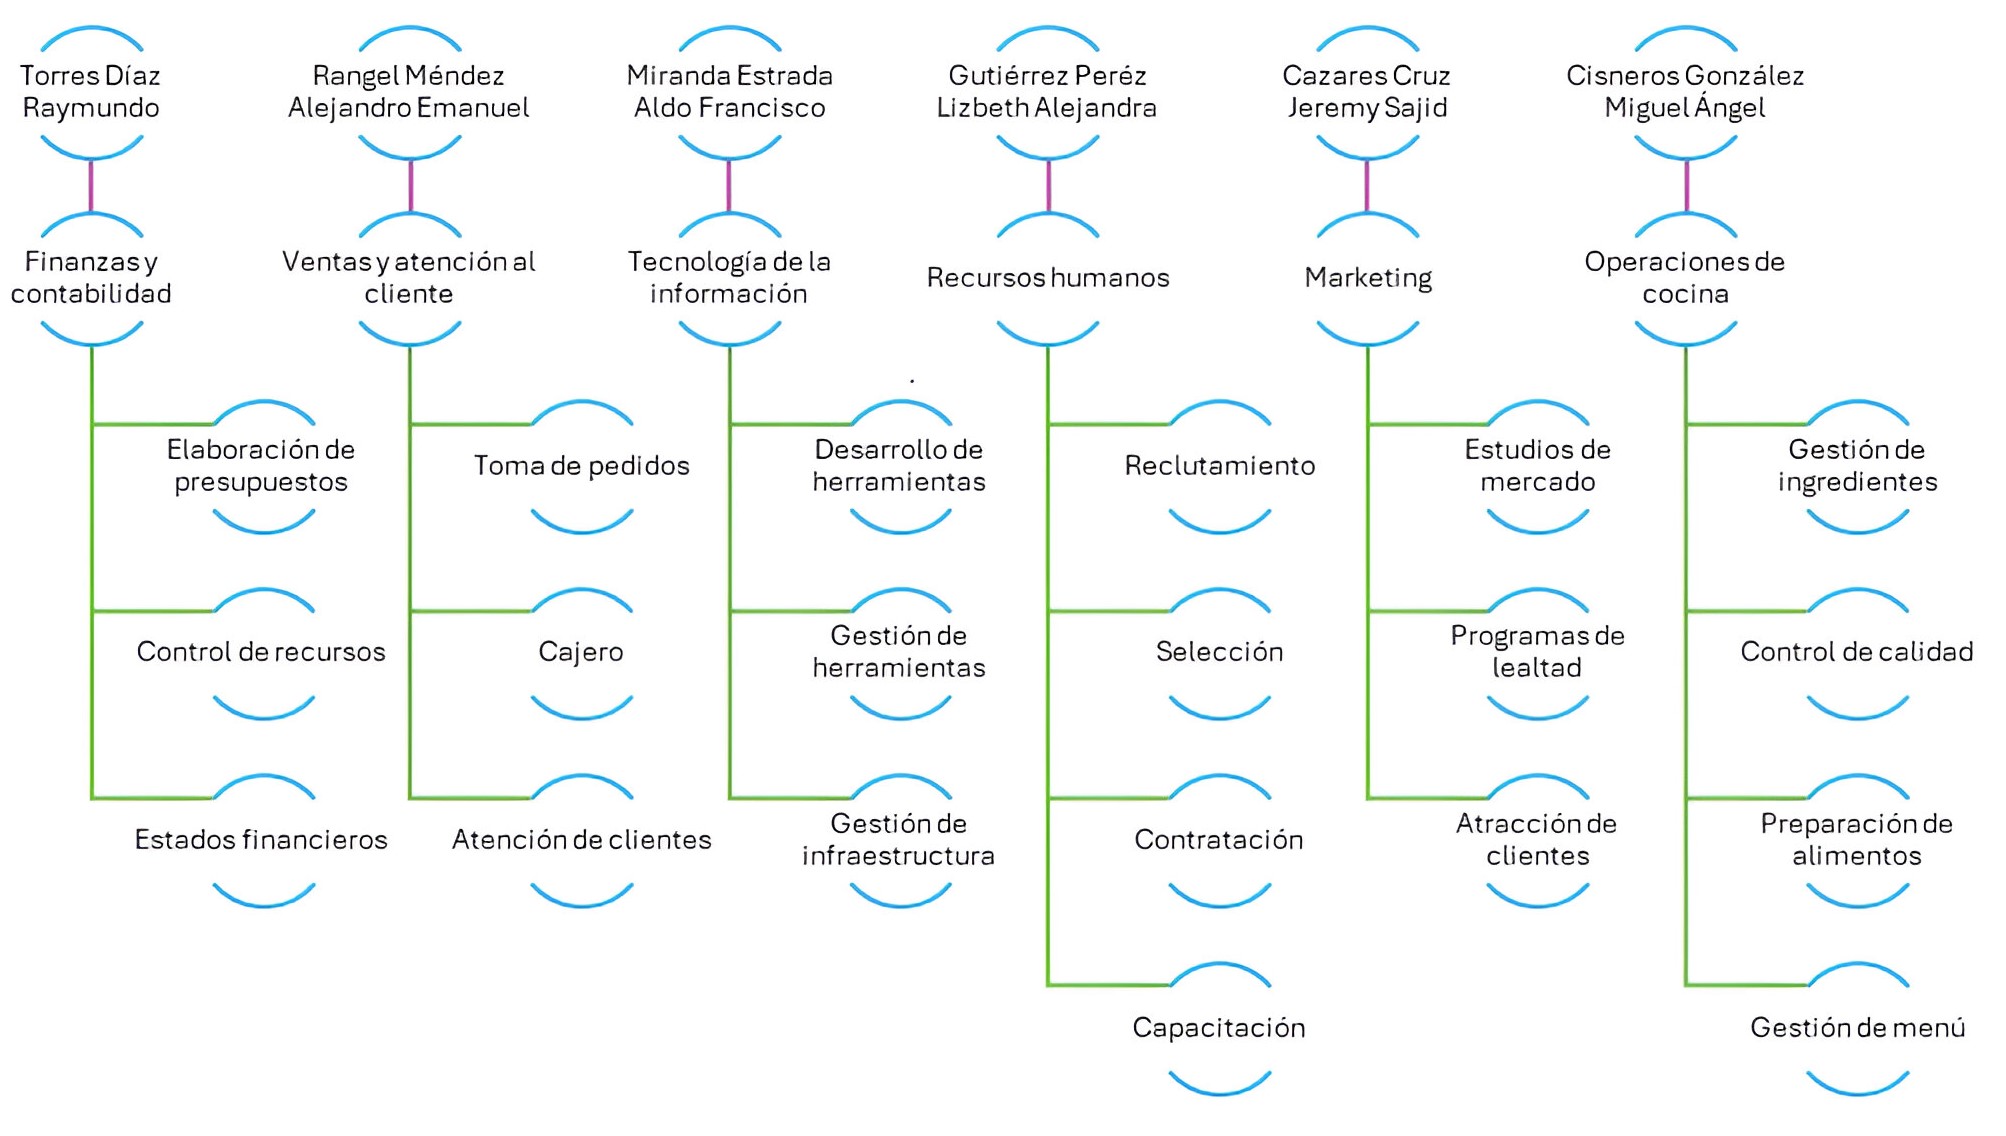 Torres Díaz
Raymundo
Rangel Méndez
Alejandro Emanuel
Miranda Estrada
Aldo Francisco
Gutiérrez Peréz
Lizbeth Alejandra
Cazares Cruz
Jeremy Sajid
Cisneros González
Miguel Ángel
Finanzas y
contabilidad
Ventas y atención al
cliente
Tecnología de la
información
Recursos humanos
Marketing
Operaciones de
cocina
Elaboración de
presupuestos
Toma de pedidos
Desarrollo de
herramientas
Reclutamiento
Estudios de
mercado
Gestión de
ingredientes
Control de recursos
Cajero
Gestión de
herramientas
Selección
Programas de
lealtad
Control de calidad
Estados financieros
Atención de clientes
Gestión de
infraestructura
Contratación
Atracción de
clientes
Preparación de
alimentos
Capacitación
Gestión de menú